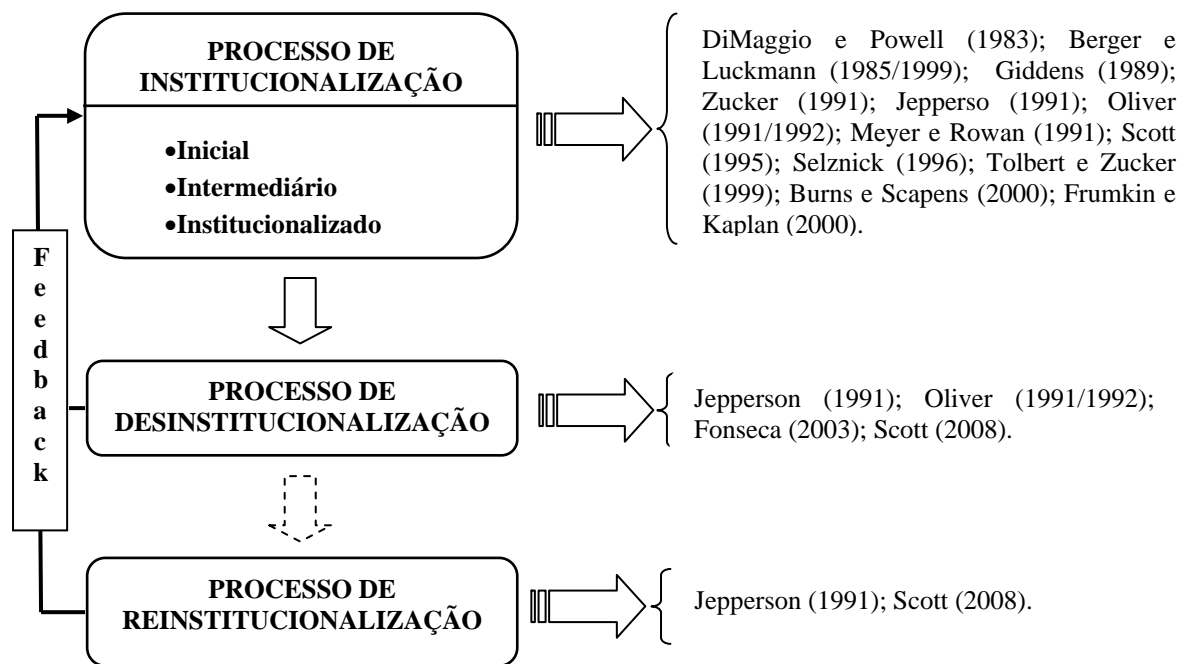 PROCESSO DE
INSTITUCIONALIZAÇÃO
•Inicial
•Intermediário
•Institucionalizado
DiMaggio e Powell (1983); Berger e
Luckmann (1985/1999); Giddens (1989);
Zucker (1991); Jepperso (1991); Oliver
(1991/1992); Meyer e Rowan (1991); Scott
(1995); Selznick (1996); Tolbert e Zucker
(1999); Burns e Scapens (2000); Frumkin e
Kaplan (2000).
Feedback
PROCESSO DE
DESINSTITUCIONALIZAÇÃO
Jepperson (1991); Oliver (1991/1992);
Fonseca (2003); Scott (2008).
PROCESSO DE
REINSTITUCIONALIZAÇÃO
Jepperson (1991); Scott (2008).